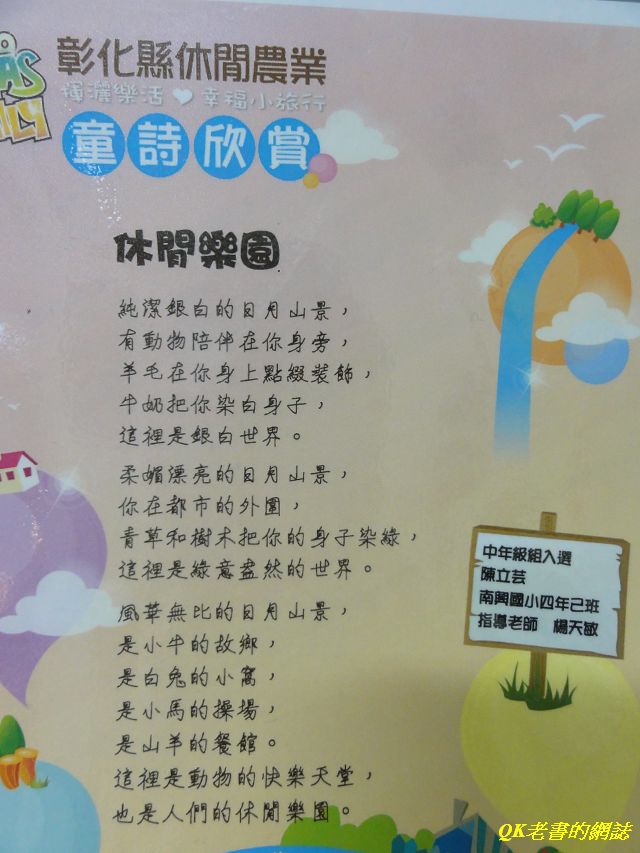 彰化縣休閒農業
揮灑樂活 幸福小旅行
童詩欣賞
休閒樂園
純潔銀白的日月山景，
有動物陪伴在你身旁，
羊毛在你身上點綴裝飾，
牛奶把你染白身子，
這裡是銀白世界。
柔媚漂亮的日月山景，
你在都市的外圍，
青草和樹木把你的身子染綠，
這裡是綠意盎然的世界。
風華無比的日月山景，
是小牛的故鄉，
是白兔的小窩，
是小馬的操場，
是山羊的餐館。
這裡是動物的快樂天堂，
也是人們的休閒樂園。
中年級組入選
陳立芸
南興國小四年己班
指導老師 楊天敏
QK老書的網誌